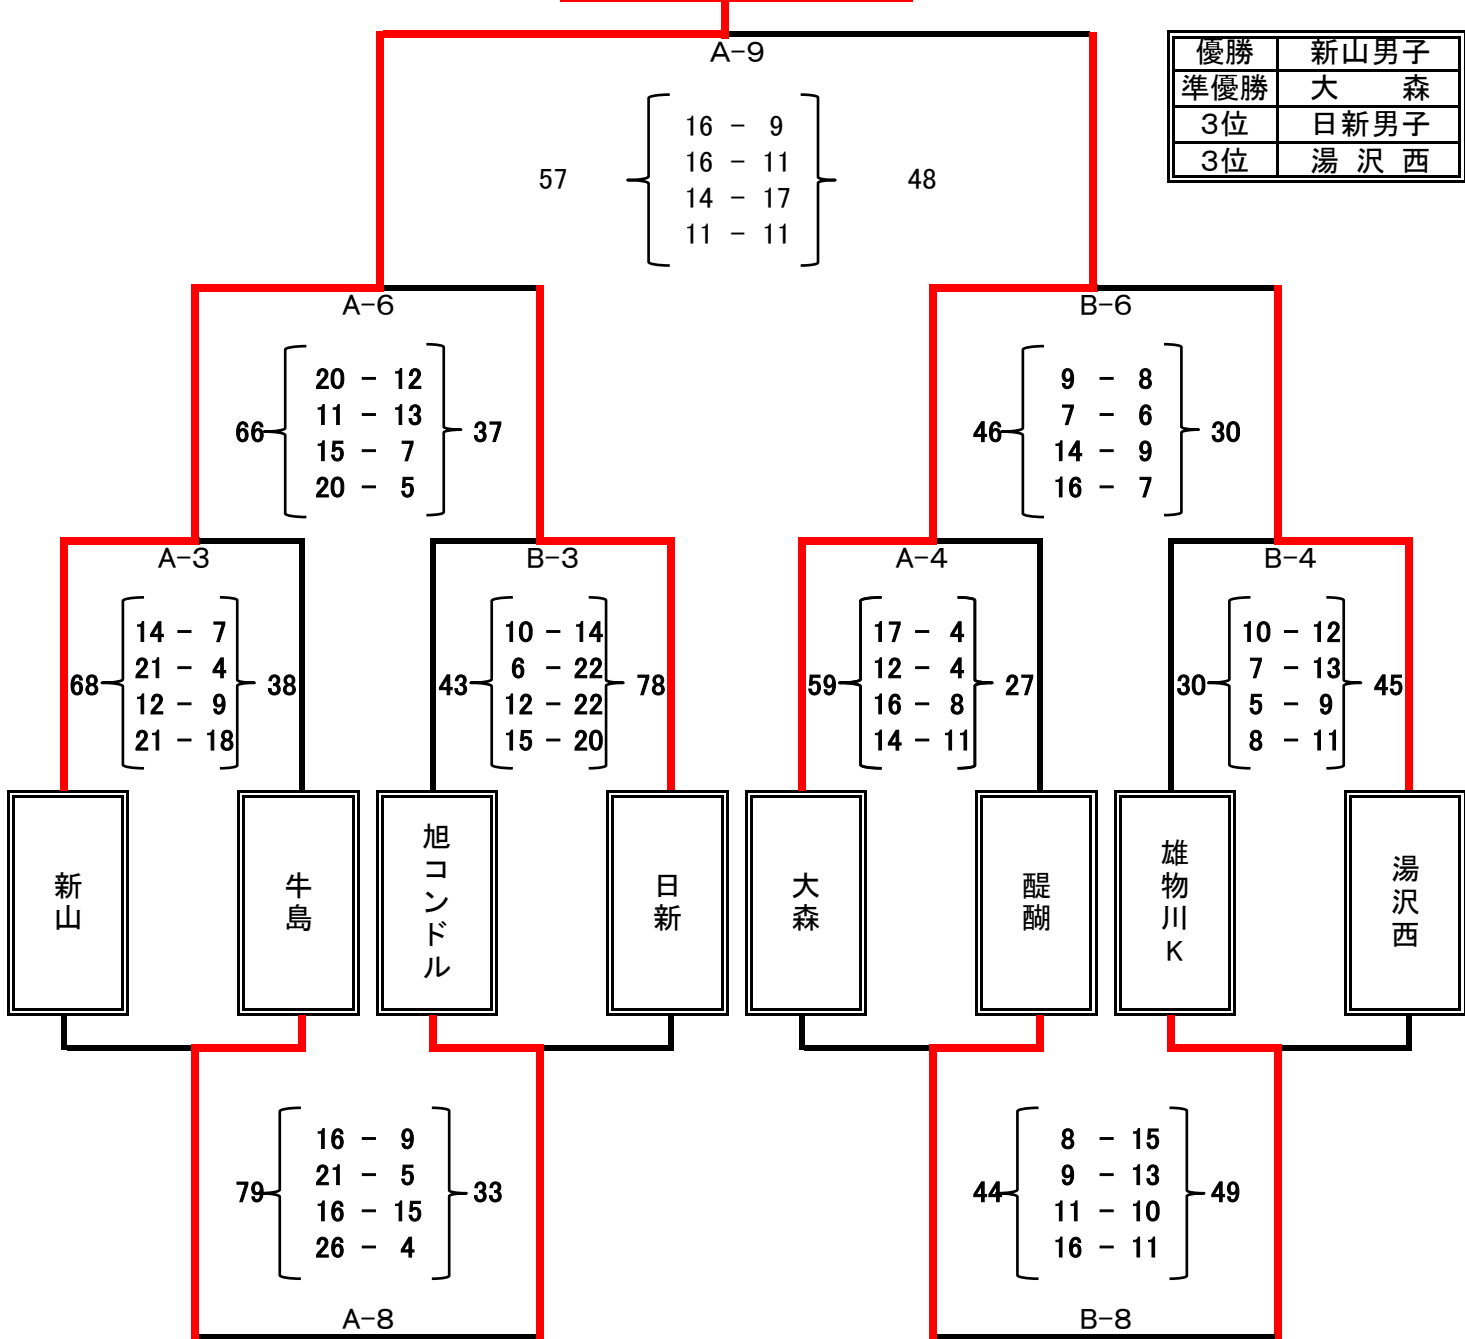 A-9
優勝 新山男子
準優勝 大 森
3位 日新男子
3位 湯 沢 西
16 - 9
16 - 11
57 48
14 - 17
11 - 11
A-6 B-6
20 - 12 9 - 8
11 - 13 7 - 6
66 37 46 30
15 - 7 14 - 9
20 - 5 16 - 7
A-3 B-3 A-4 B-4
14 - 7 10 - 14 17 - 4 10 - 12
21 - 4 6 - 22 12 - 4 7 - 13
68 38 43 78 59 27 30 45
12 - 9 12 - 22 16 - 8 5 - 9
21 - 18 15 - 20 14 - 11 8 - 11
新山
牛島
旭コンドル
日新
大森
醍醐
雄物川K
湯沢西
16 - 9 8 - 15
21 - 5 9 - 13
79 33 44 49
16 - 15 11 - 10
26 - 4 16 - 11
A-8 B-8